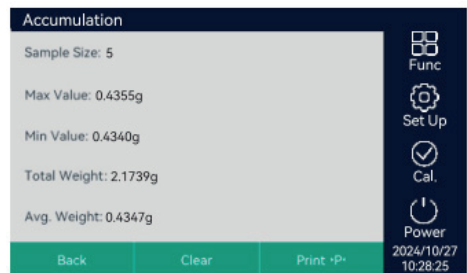 Accumulation
Sample Size: 5
Max Value: 0.4355g
Min Value: 0.4340g
Total Weight: 2.1739g
Avg. Weight: 0.4347g
Back
Clear
Print •P•
Func
Set Up
Cal.
Power
2024/10/27
10:28:25